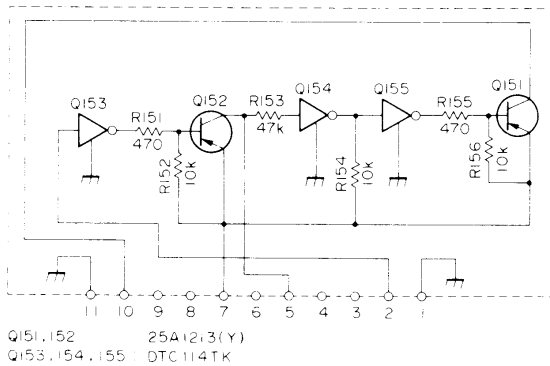 Q153
R151
470
Q152
R152
10k
R153
47k
Q154
R154
10k
Q155
R155
470
Q151
R156
10k
11 10 9 8 7 6 5 4 3 2 1
Q151,152 2SA1213(Y)
Q153,154,155 : DTC114TK